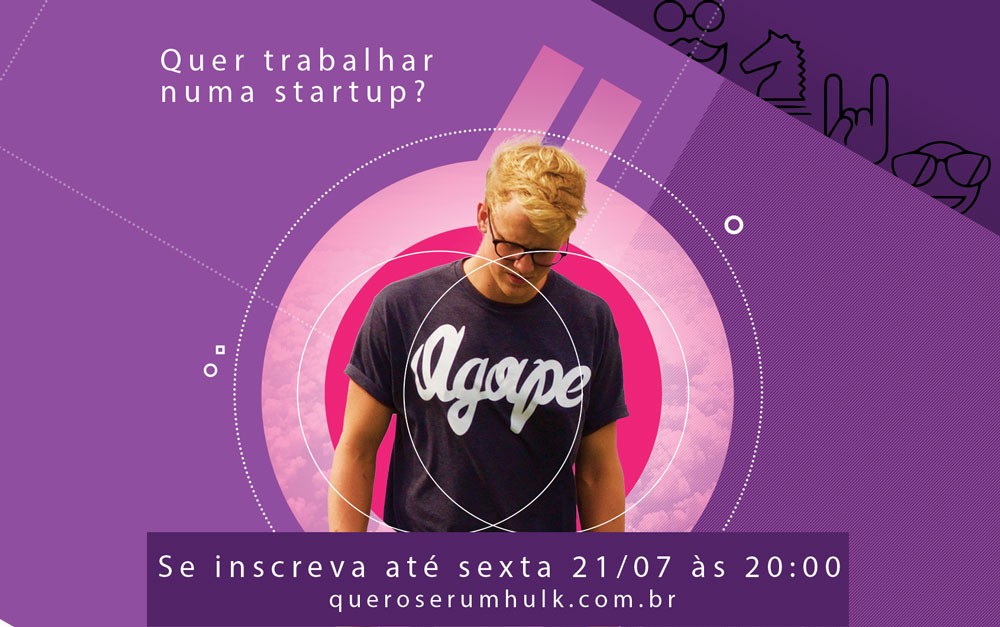 Quer trabalhar
numa startup?
Agape
Se inscreva até sexta 21/07 às 20:00
queroserumhulk.com.br